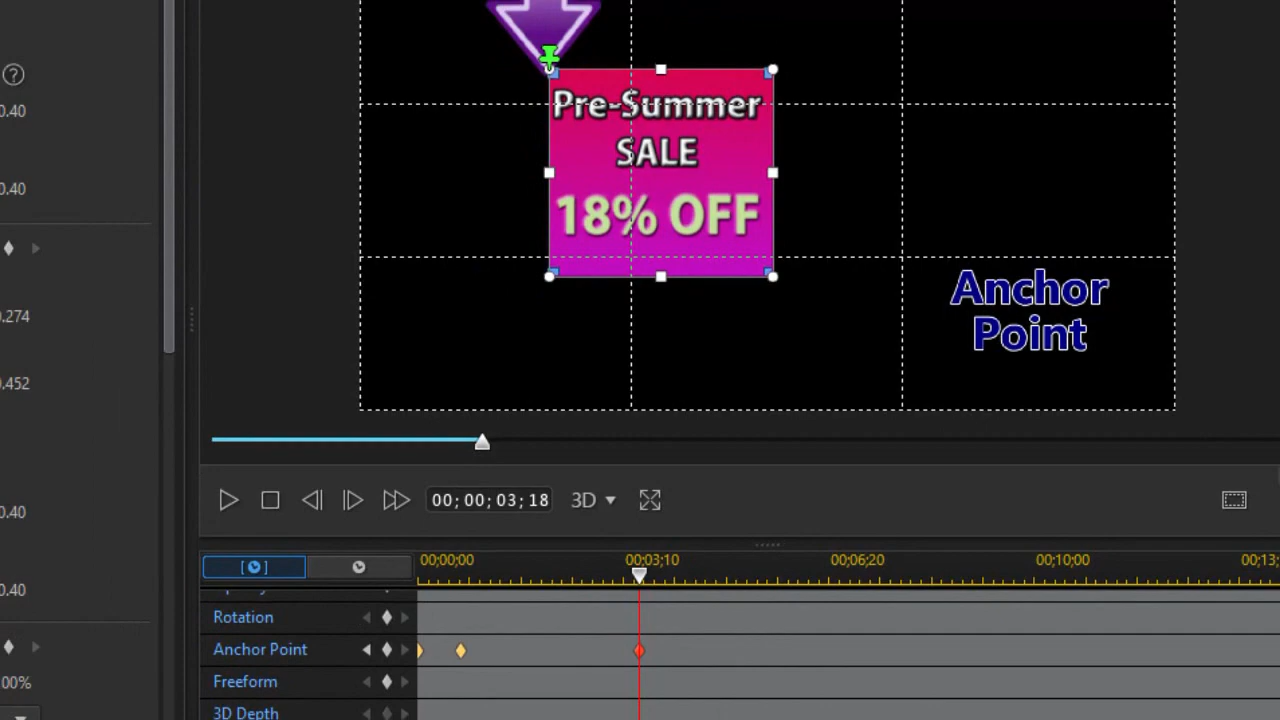 0.40
0.40
0.274
0.452
0.40
0.40
00%
Pre-Summer
SALE
18% OFF
Anchor
Point
00;00;03;18
3D
00;00;00
00;03;10
00;06;20
00;10;00
00;13;
Rotation
Anchor Point
Freeform
3D Depth